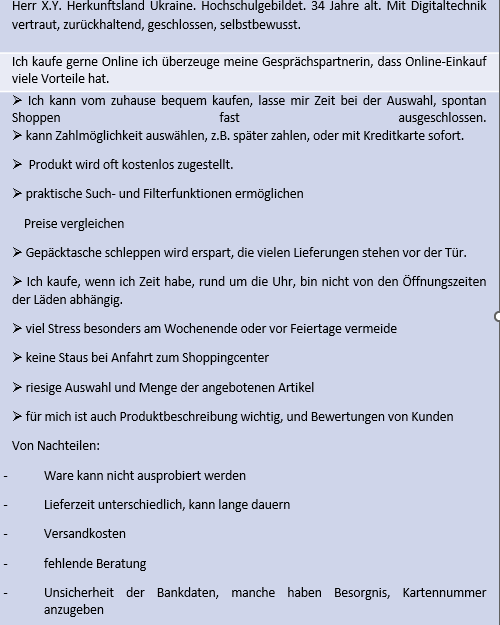 Herr X.Y. Herkunftsland Ukraine. Hochschulgebildet. 34 Jahre alt. Mit Digitaltechnik
vertraut, zurückhaltend, geschlossen, selbstbewusst.
Ich kaufe gerne Online ich überzeuge meine Gesprächspartnerin, dass Online-Einkauf
viele Vorteile hat.
➢ Ich kann vom zuhause bequem kaufen, lasse mir Zeit bei der Auswahl, spontan
Shoppen fast ausgeschlossen.
➢ kann Zahlmöglichkeit auswählen, z.B. später zahlen, oder mit Kreditkarte sofort.
➢ Produkt wird oft kostenlos zugestellt.
➢ praktische Such- und Filterfunktionen ermöglichen
Preise vergleichen
➢ Gepäcktasche schleppen wird erspart, die vielen Lieferungen stehen vor der Tür.
➢ Ich kaufe, wenn ich Zeit habe, rund um die Uhr, bin nicht von den Öffnungszeiten
der Läden abhängig.
➢ viel Stress besonders am Wochenende oder vor Feiertage vermeide
➢ keine Staus bei Anfahrt zum Shoppingcenter
➢ riesige Auswahl und Menge der angebotenen Artikel
➢ für mich ist auch Produktbeschreibung wichtig, und Bewertungen von Kunden
Von Nachteilen:
- Ware kann nicht ausprobiert werden
- Lieferzeit unterschiedlich, kann lange dauern
- Versandkosten
- fehlende Beratung
- Unsicherheit der Bankdaten, manche haben Besorgnis, Kartennummer
anzugeben